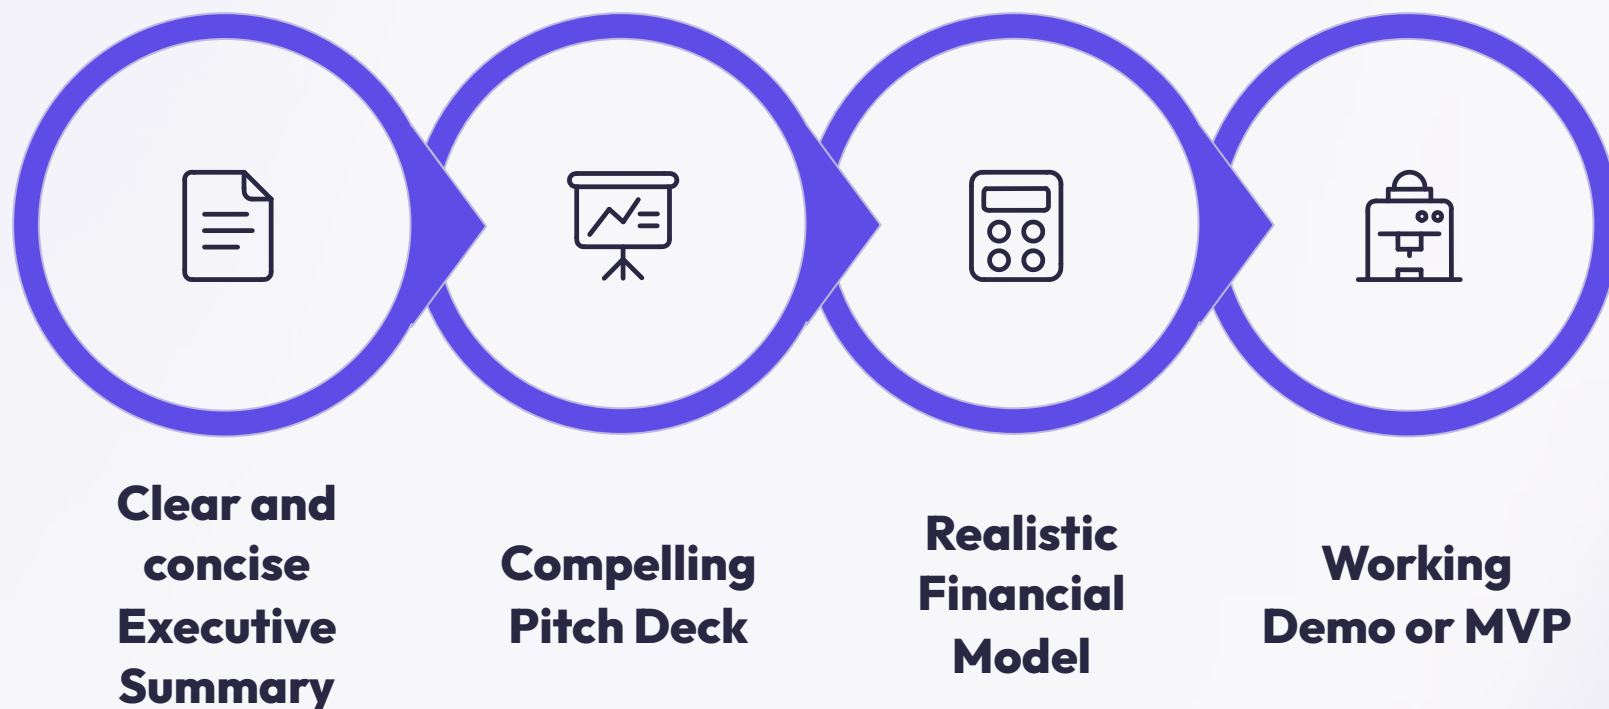 Clear and
concise
Executive
Summary
Compelling
Pitch Deck
Realistic
Financial
Model
Working
Demo or MVP